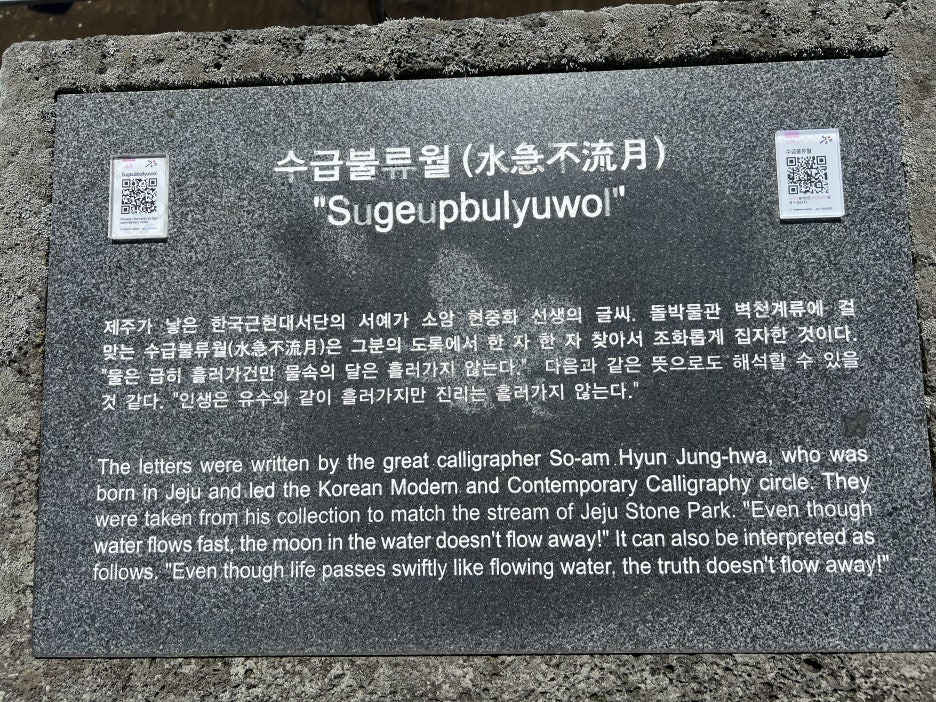 수급불류월 (水急不流月)
"Sugeupbulyuwol"
Sugeupbulyuwol
수급불류월
제주가 낳은 한국근현대서단의 서예가 소암 현중화 선생의 글씨. 돌박물관 벽천계류에 걸
맞는 수급불류월(水急不流月)은 그분의 도록에서 한 자 한 자 찾아서 조화롭게 집자한 것이다.
"물은 급히 흘러가건만 물속의 달은 흘러가지 않는다." 다음과 같은 뜻으로도 해석할 수 있을
것 같다. "인생은 유수와 같이 흘러가지만 진리는 흘러가지 않는다."
The letters were written by the great calligrapher So-am Hyun Jung-hwa, who was
born in Jeju and led the Korean Modern and Contemporary Calligraphy circle. They
were taken from his collection to match the stream of Jeju Stone Park. "Even though
water flows fast, the moon in the water doesn't flow away!" It can also be interpreted as
follows. "Even though life passes swiftly like flowing water, the truth doesn't flow away!"